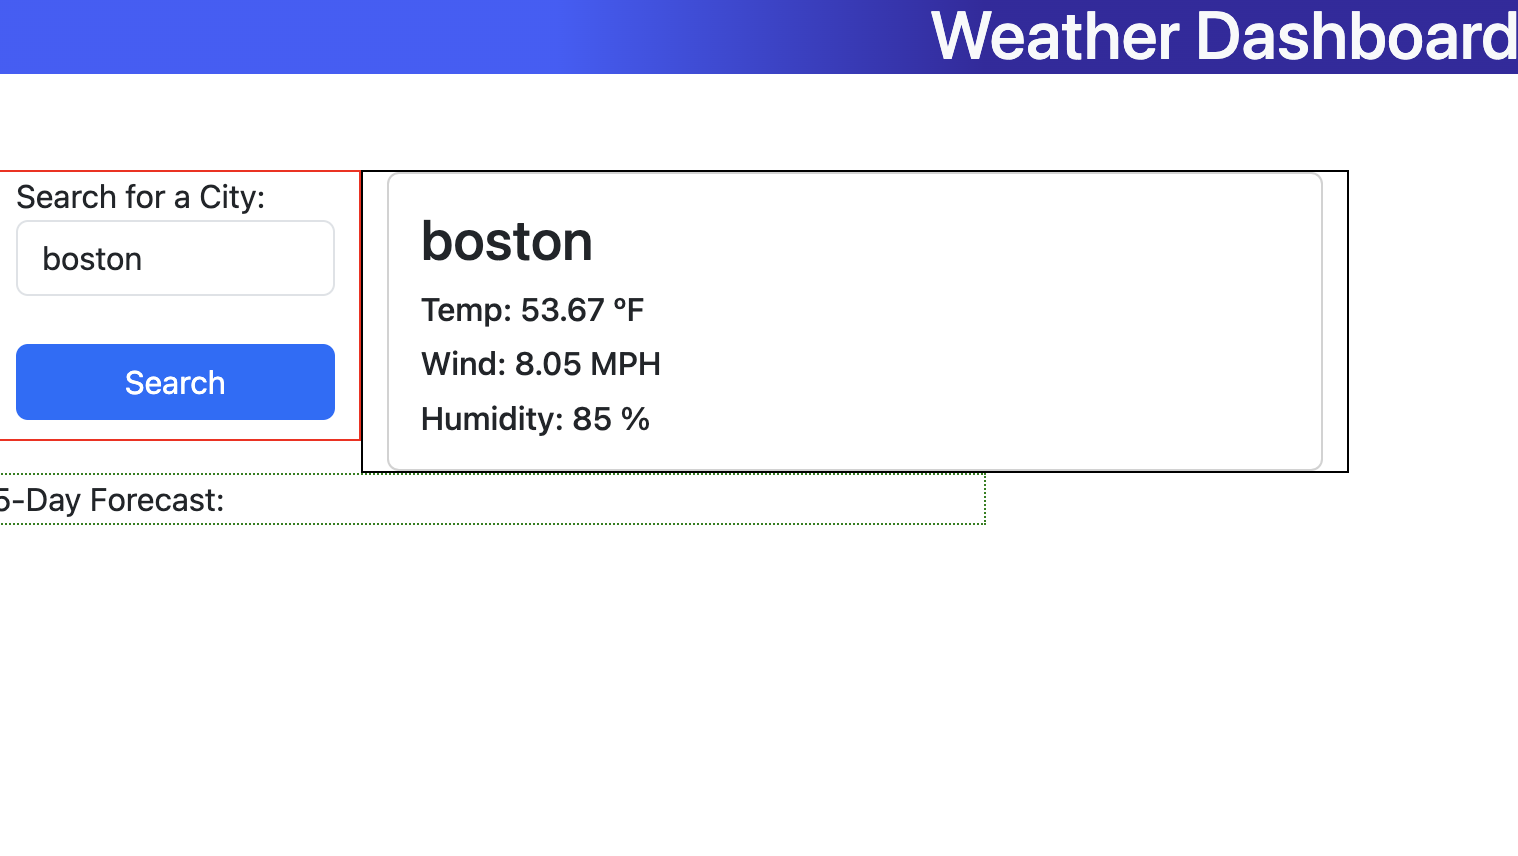 Weather Dashboard
Search for a City:
boston
Search
boston
Temp: 53.67 ºF
Wind: 8.05 MPH
Humidity: 85 %
5-Day Forecast: